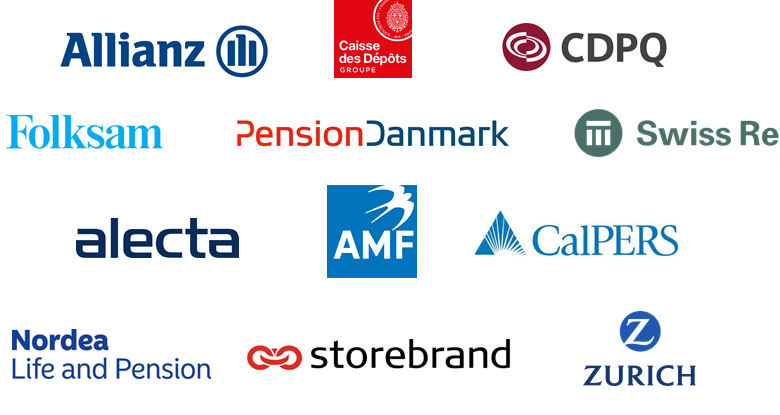 Allianz
Caisse
des Dépôts
GROUPE
CDPQ
Folksam
PensionDanmark
Swiss Re
alecta
AMF
CalPERS
Nordea
Life and Pension
storebrand
Z
ZURICH